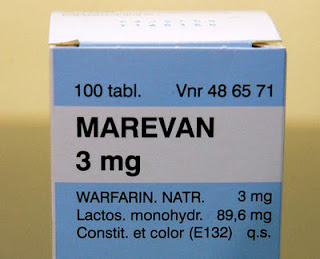 100 tabl. Vnr 48 65 71
MAREVAN
3 mg
WARFARIN. NATR. 3 mg
Lactos. monohydr. 89,6 mg
Constit. et color (E132) q.s.